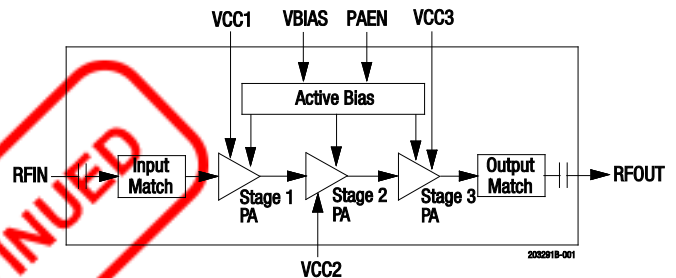 VCC1 VBIAS PAEN VCC3
Active Bias
RFIN
Input
Match
Stage 1
PA
Stage 2
PA
Stage 3
PA
Output
Match
RFOUT
VCC2
203291B-001
INUED